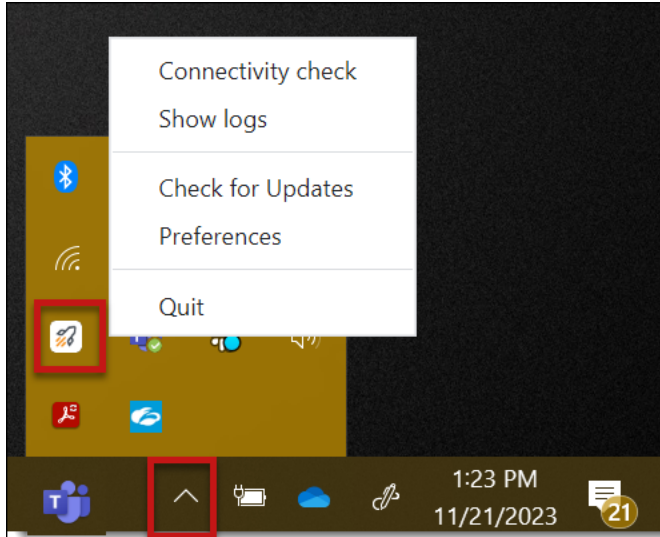 Connectivity check
Show logs
Check for Updates
Preferences
Quit
T
1:23 PM
11/21/2023
21